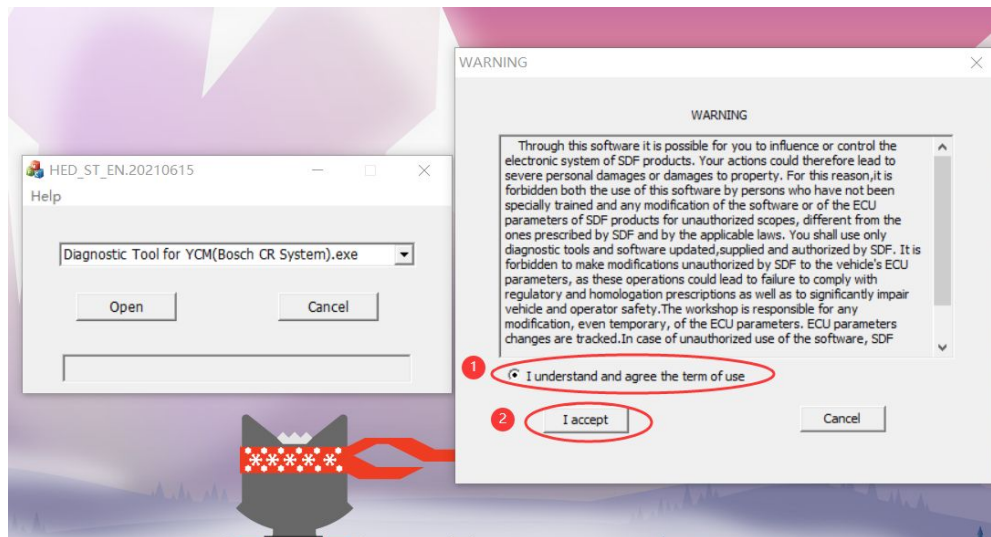 HED_ST_EN.20210615
Help
Diagnostic Tool for YCM(Bosch CR System).exe
Open
Cancel
WARNING
WARNING
Through this software it is possible for you to influence or control the
electronic system of SDF products. Your actions could therefore lead to
severe personal damages or damages to property. For this reason,it is
forbidden both the use of this software by persons who have not been
specially trained and any modification of the software or of the ECU
parameters of SDF products for unauthorized scopes, different from the
ones prescribed by SDF and by the applicable laws. You shall use only
diagnostic tools and software updated,supplied and authorized by SDF. It is
forbidden to make modifications unauthorized by SDF to the vehicle's ECU
parameters, as these operations could lead to failure to comply with
regulatory and homologation prescriptions as well as to significantly impair
vehicle and operator safety.The workshop is responsible for any
modification, even temporary, of the ECU parameters. ECU parameters
changes are tracked.In case of unauthorized use of the software, SDF
1
I understand and agree the term of use
2
I accept
Cancel